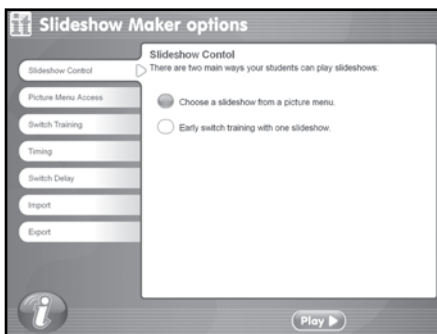 it Slideshow Maker options
Slideshow Contol
There are two main ways your students can play slideshows:
Choose a slideshow from a picture menu.
Early switch training with one slideshow.
Slideshow Control
Picture Menu Access
Switch Training
Timing
Switch Delay
Import
Export
i
Play